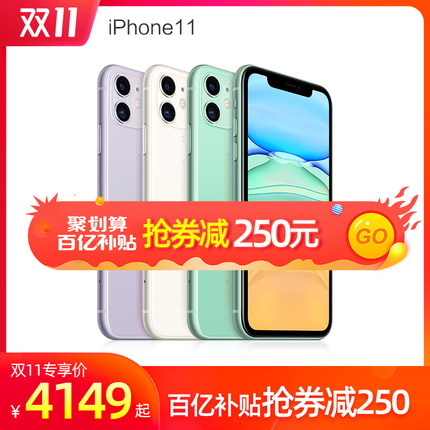 双11
iPhone11
聚划算
百亿补贴
抢券减250元
GO
双11专享价
¥4149起
百亿补贴抢券减250